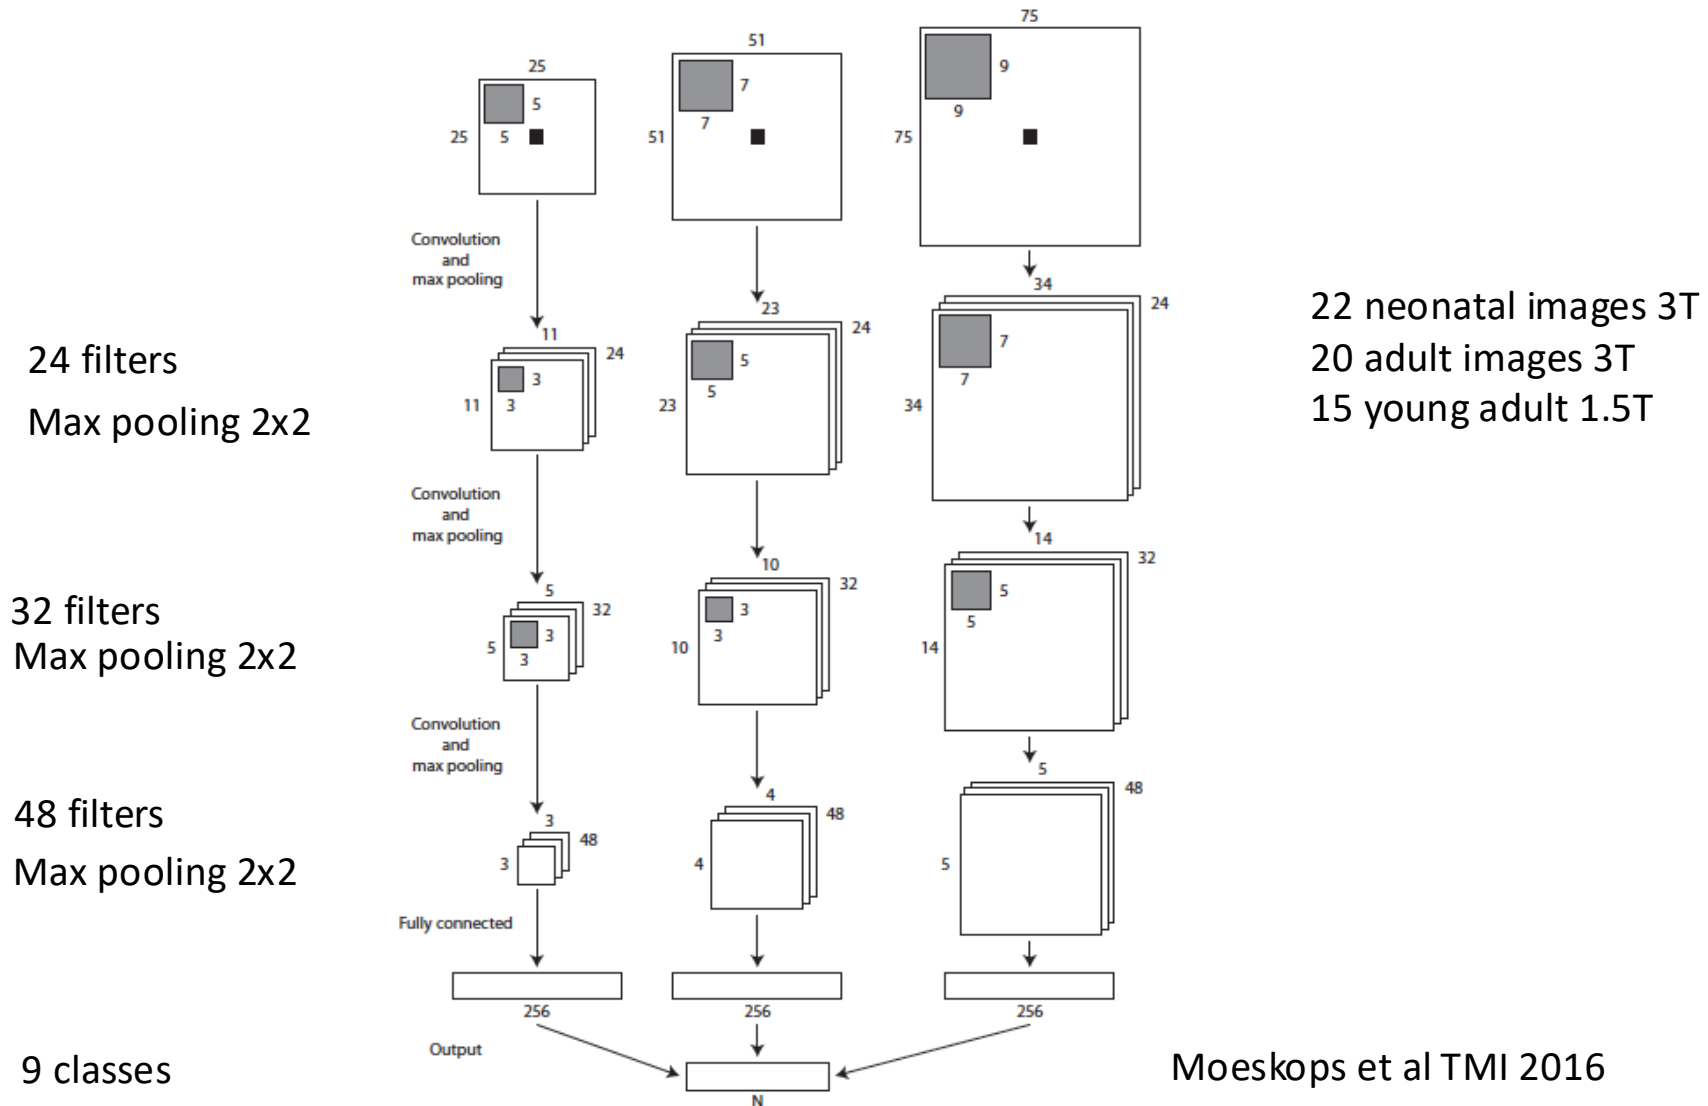 75
51
25
9
9
7
7
5
5
25
51
75
Convolution
and
max pooling
34
24
7
7
34
23
24
5
5
23
11
24
3
3
11
24 filters
Max pooling 2x2
22 neonatal images 3T
20 adult images 3T
15 young adult 1.5T
Convolution
and
max pooling
14
32
5
5
14
10
32
3
3
10
5
32
3
3
5
32 filters
Max pooling 2x2
Convolution
and
max pooling
5
48
5
4
48
4
3
48
3
48 filters
Max pooling 2x2
Fully connected
256
256
256
Output
N
9 classes
Moeskops et al TMI 2016